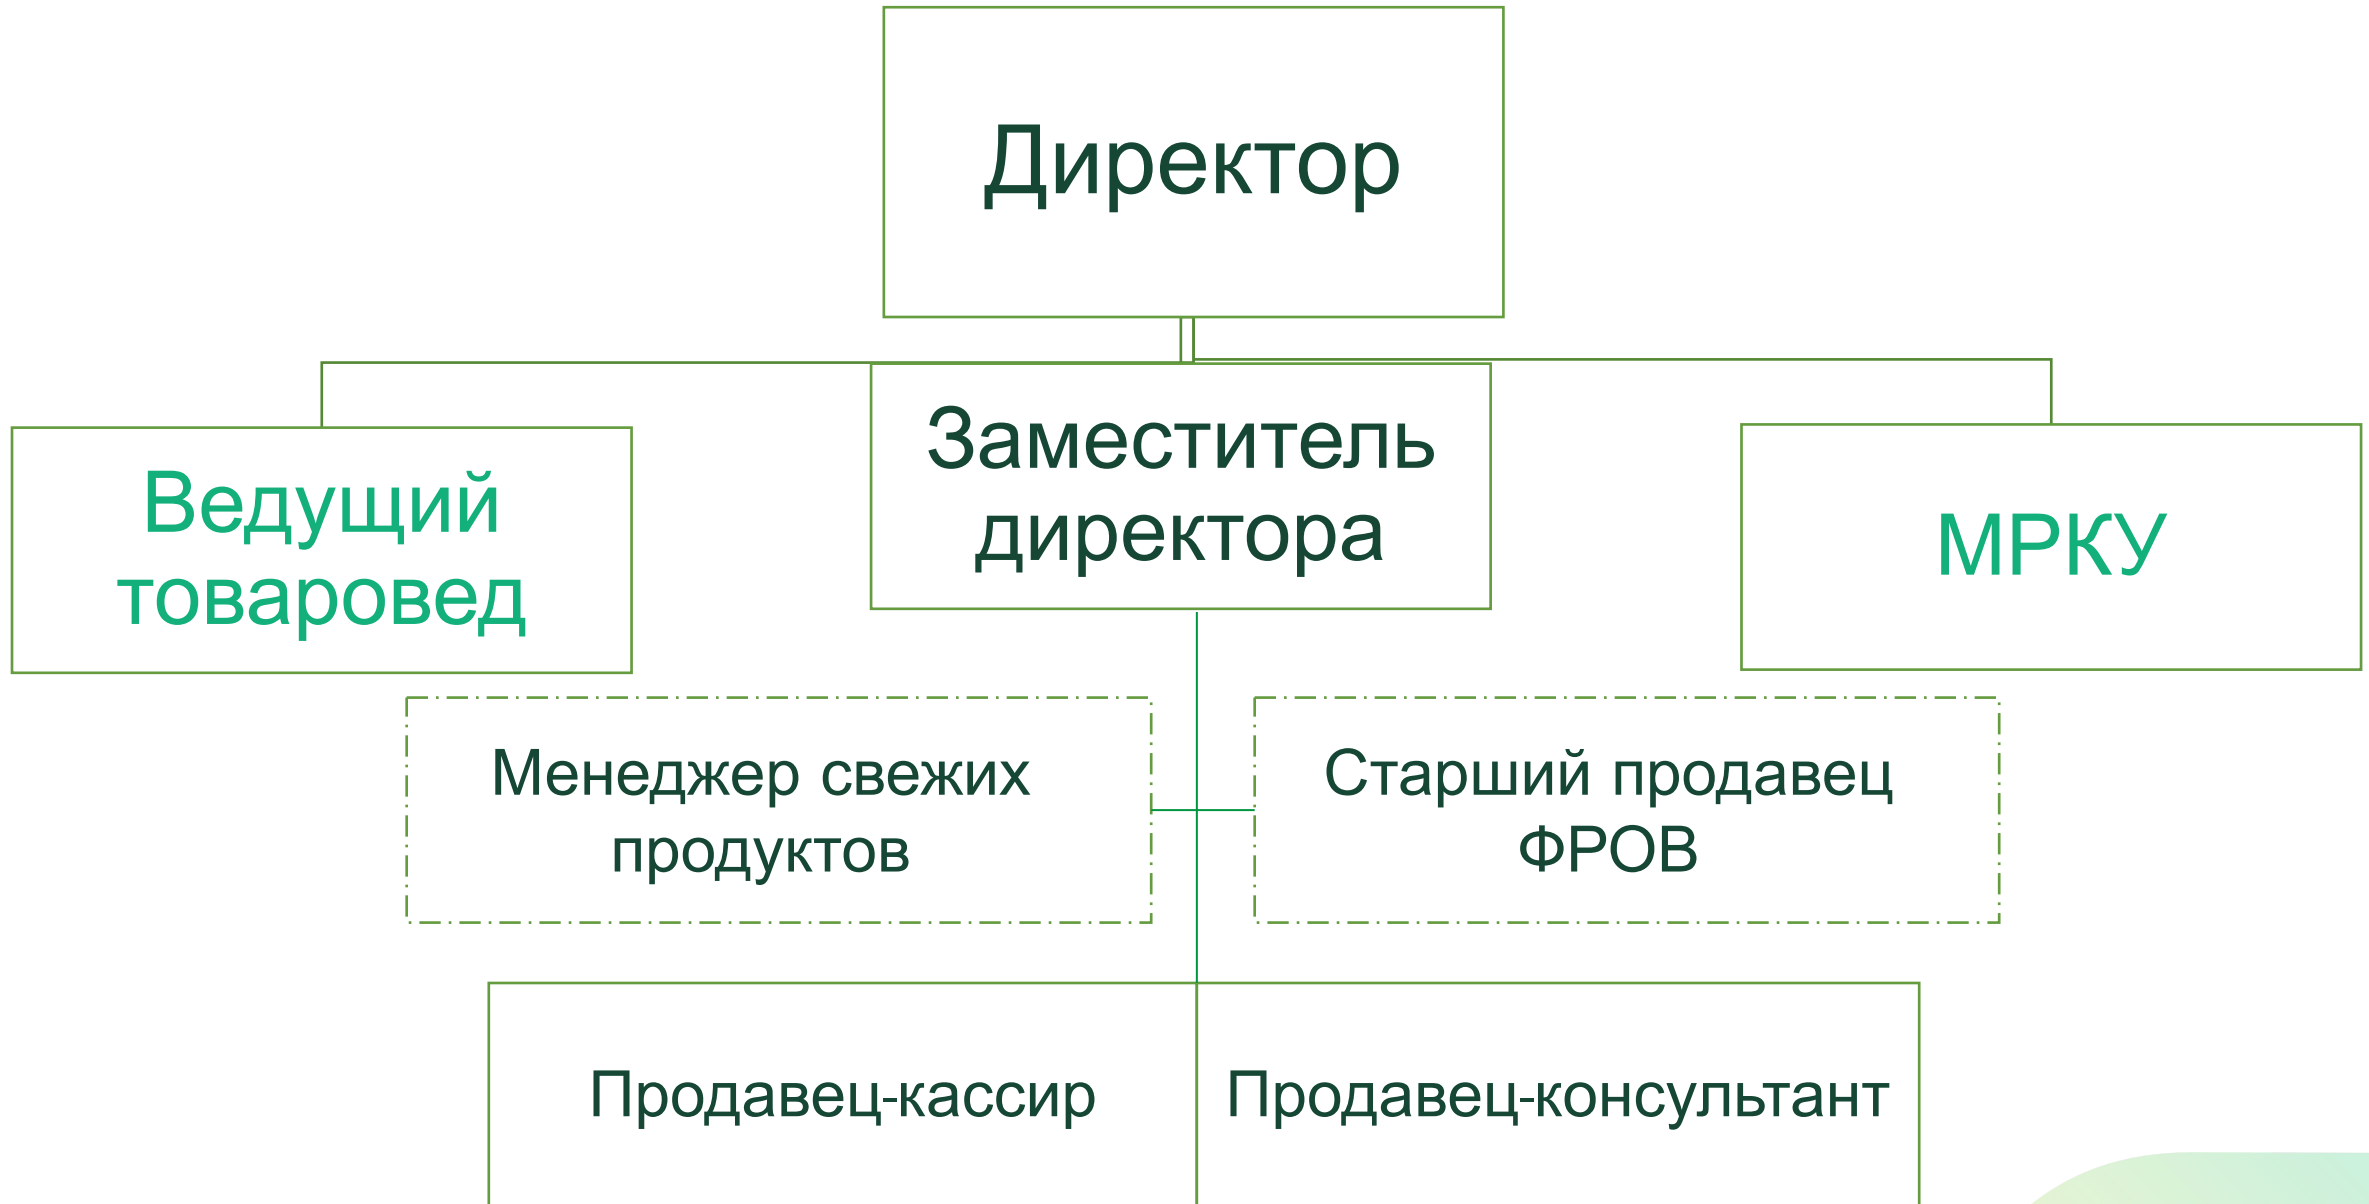 Директор
Заместитель
директора
Ведущий
товаровед
МРКУ
Менеджер свежих
продуктов
Старший продавец
ФРОВ
Продавец-кассир
Продавец-консультант